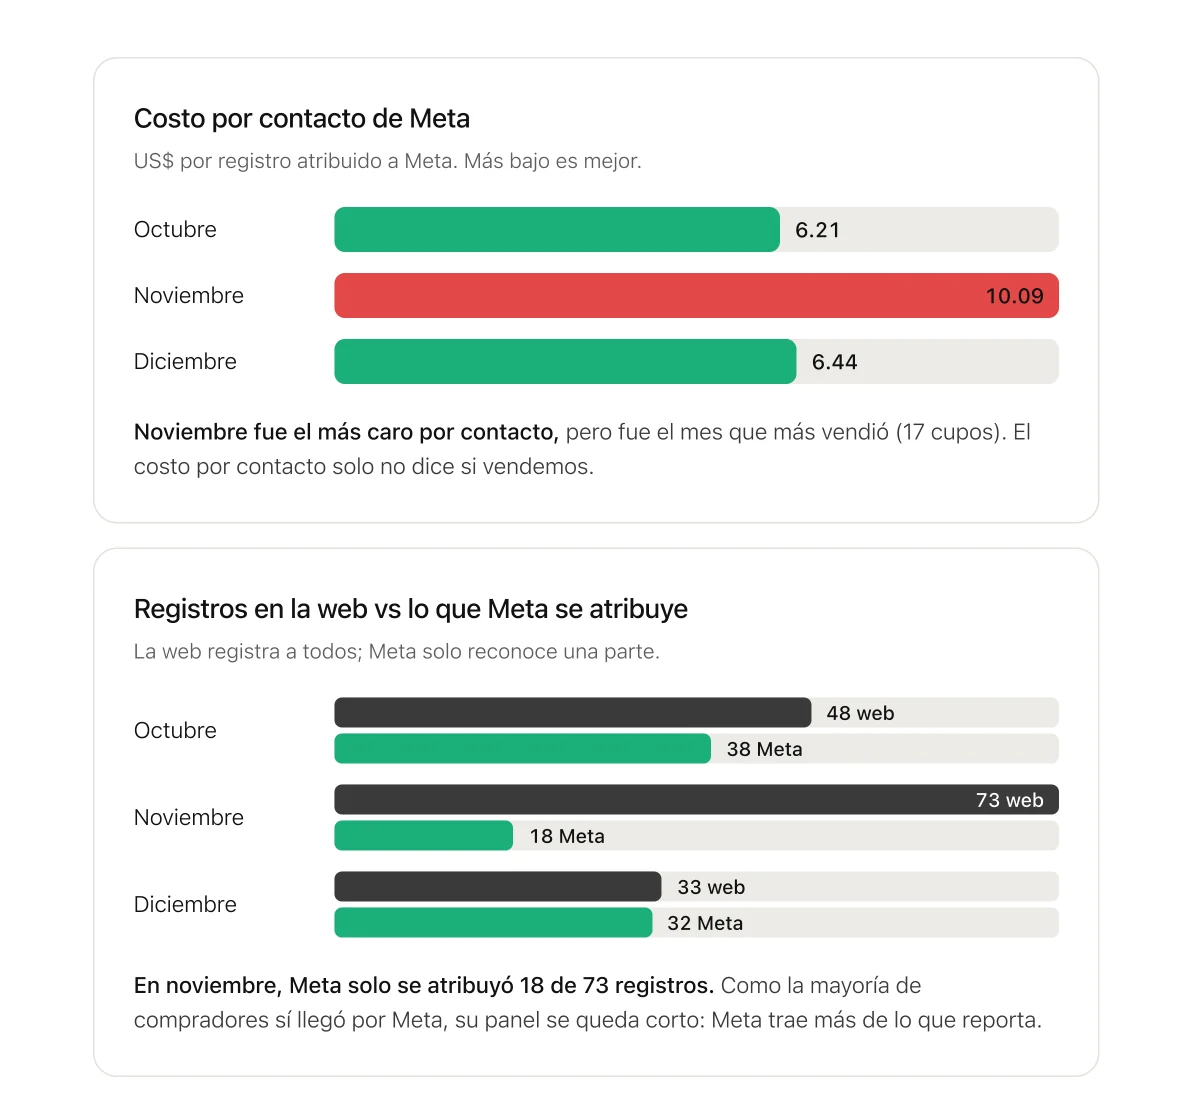 Costo por contacto de Meta
US$ por registro atribuido a Meta. Más bajo es mejor.
Octubre
6.21
Noviembre
10.09
Diciembre
6.44
Noviembre fue el más caro por contacto, pero fue el mes que más vendió (17 cupos). El
costo por contacto solo no dice si vendemos.
Registros en la web vs lo que Meta se atribuye
La web registra a todos; Meta solo reconoce una parte.
Octubre
48 web
38 Meta
Noviembre
73 web
18 Meta
Diciembre
33 web
32 Meta
En noviembre, Meta solo se atribuyó 18 de 73 registros. Como la mayoría de
compradores sí llegó por Meta, su panel se queda corto: Meta trae más de lo que reporta.